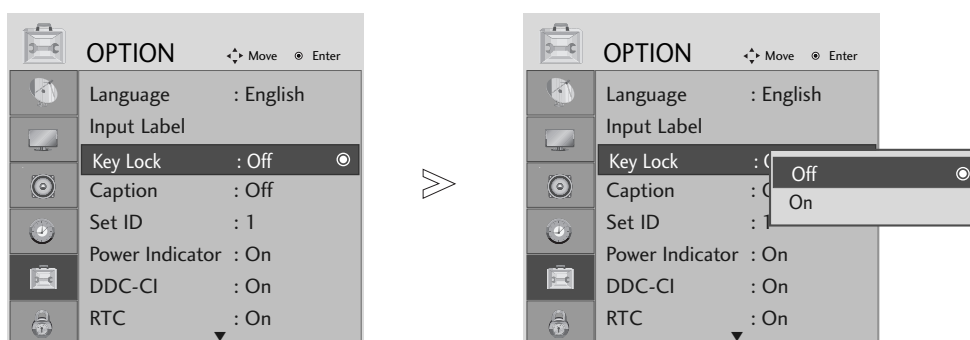 OPTION Move Enter
Language : English
Input Label
Key Lock : Off
Caption : Off
Set ID : 1
Power Indicator : On
DDC-CI : On
RTC : On
OPTION Move Enter
Language : English
Input Label
Key Lock :
Off
Caption :
On
Set ID : 1
Power Indicator : On
DDC-CI : On
RTC : On